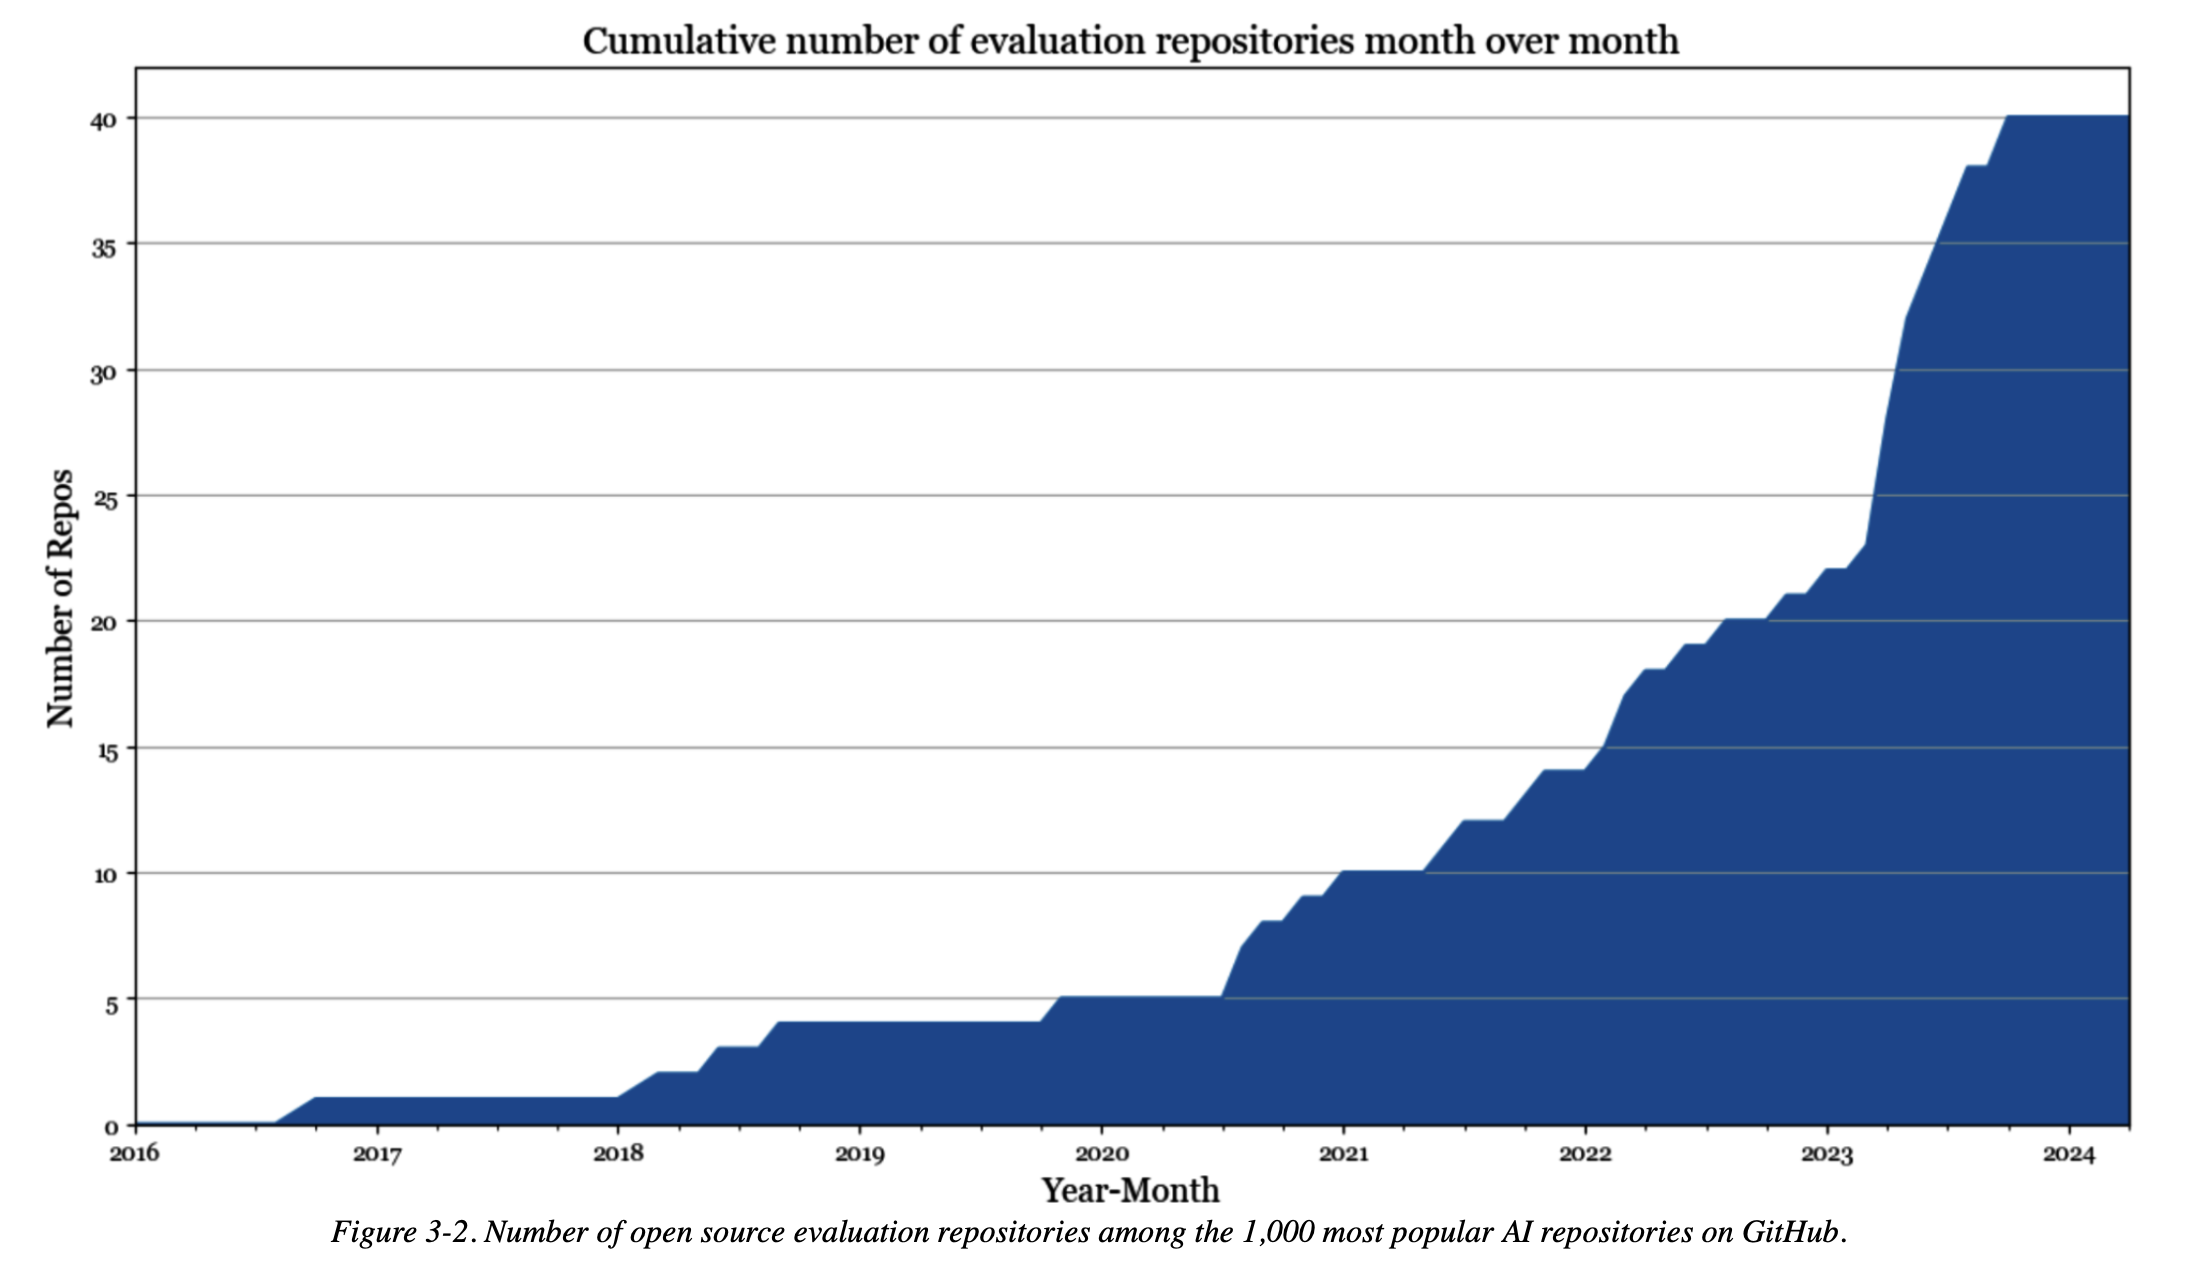 Cumulative number of evaluation repositories month over month
Number of Repos
40
35
30
25
20
15
10
5
0
2016 2017 2018 2019 2020 2021 2022 2023 2024
Year-Month
Figure 3-2. Number of open source evaluation repositories among the 1,000 most popular AI repositories on GitHub.